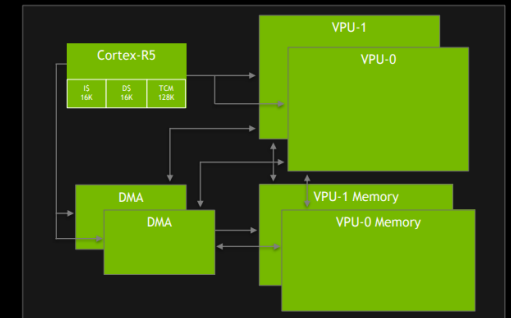 VPU-1
Cortex-R5
VPU-0
IS
16K
DS
16K
TCM
128K
DMA
VPU-1 Memory
DMA
VPU-0 Memory